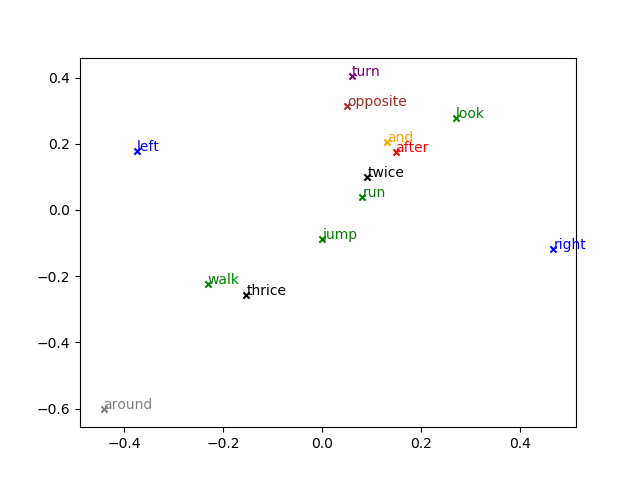 turn
0.4
opposite
look
and
left
after
0.2
twice
run
0.0
jump
right
−0.2
walk
thrice
−0.4
around
−0.6
−0.4 −0.2 0.0 0.2 0.4